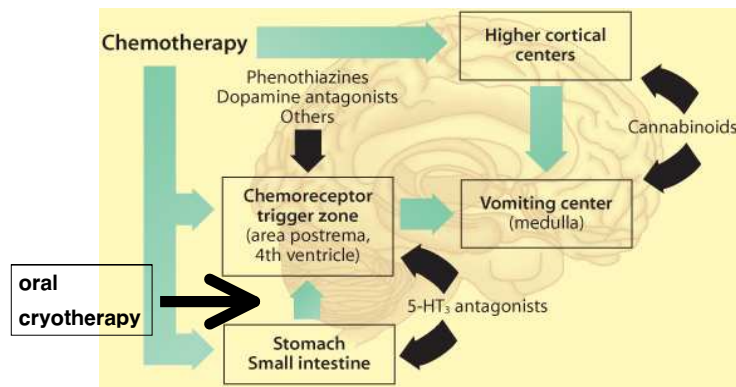 Chemotherapy
Higher cortical
centers
Phenothiazines
Dopamine antagonists
Others
Cannabinoids
Chemoreceptor
trigger zone
(area postrema,
4th ventricle)
Vomiting center
(medulla)
oral
cryotherapy
5-HT₃ antagonists
Stomach
Small intestine